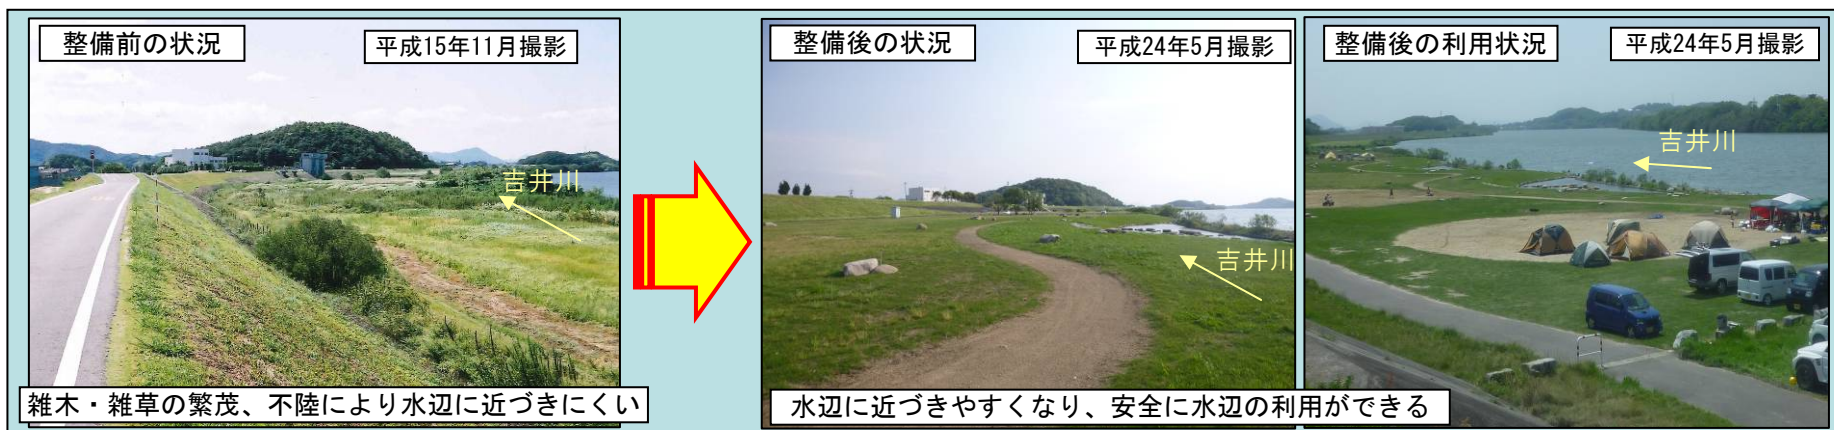 整備前の状況
平成15年11月撮影
吉井川
雑木・雑草の繁茂、不陸により水辺に近づきにくい
整備後の状況
平成24年5月撮影
吉井川
水辺に近づきやすくなり、安全に水辺の利用ができる
整備後の利用状況
平成24年5月撮影
吉井川